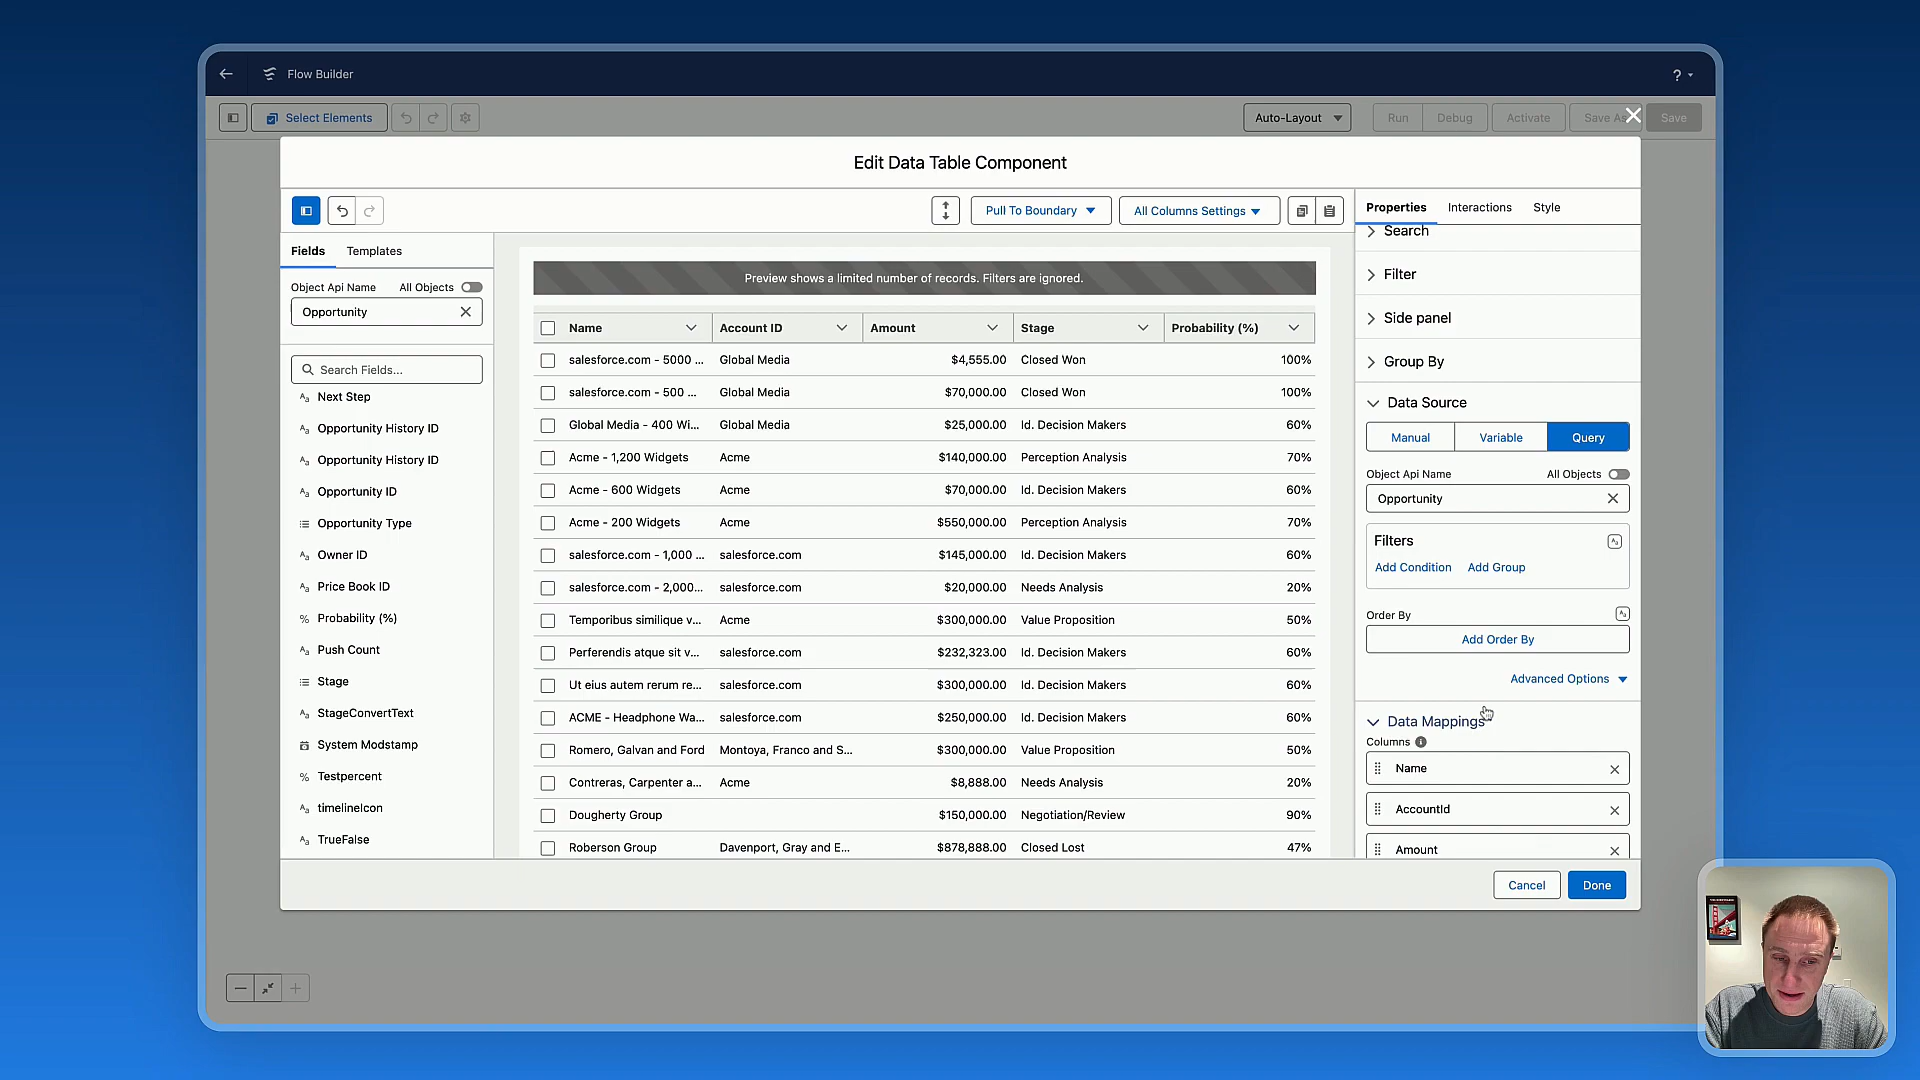 Flow Builder
?
Select Elements
Auto-Layout
Run
Debug
Activate
Save As
Save
Edit Data Table Component
Pull To Boundary
All Columns Settings
Properties
Interactions
Style
Fields
Templates
Object Api Name
All Objects
Opportunity
Search Fields...
Next Step
Opportunity History ID
Opportunity History ID
Opportunity ID
Opportunity Type
Owner ID
Price Book ID
Probability (%)
Push Count
Stage
StageConvertText
System Modstamp
Testpercent
timelineIcon
TrueFalse
Preview shows a limited number of records. Filters are ignored.
Name Account ID Amount Stage Probability (%)
salesforce.com - 5000 ... Global Media $4,555.00 Closed Won 100%
salesforce.com - 500 ... Global Media $70,000.00 Closed Won 100%
Global Media - 400 Wi... Global Media $25,000.00 Id. Decision Makers 60%
Acme - 1,200 Widgets Acme $140,000.00 Perception Analysis 70%
Acme - 600 Widgets Acme $70,000.00 Id. Decision Makers 60%
Acme - 200 Widgets Acme $550,000.00 Perception Analysis 70%
salesforce.com - 1,000 ... salesforce.com $145,000.00 Id. Decision Makers 60%
salesforce.com - 2,000... salesforce.com $20,000.00 Needs Analysis 20%
Temporibus similique v... Acme $300,000.00 Value Proposition 50%
Perferendis atque sit v... salesforce.com $232,323.00 Id. Decision Makers 60%
Ut eius autem rerum re... salesforce.com $300,000.00 Id. Decision Makers 60%
ACME - Headphone Wa... salesforce.com $250,000.00 Id. Decision Makers 60%
Romero, Galvan and Ford Montoya, Franco and S... $300,000.00 Value Proposition 50%
Contreras, Carpenter a... Acme $8,888.00 Needs Analysis 20%
Dougherty Group $150,000.00 Negotiation/Review 90%
Roberson Group Davenport, Gray and E... $878,888.00 Closed Lost 47%
Search
Filter
Side panel
Group By
Data Source
Manual
Variable
Query
Object Api Name
All Objects
Opportunity
Filters
Add Condition
Add Group
Order By
Add Order By
Advanced Options
Data Mappings
Columns
Name
AccountId
Amount
Cancel
Done